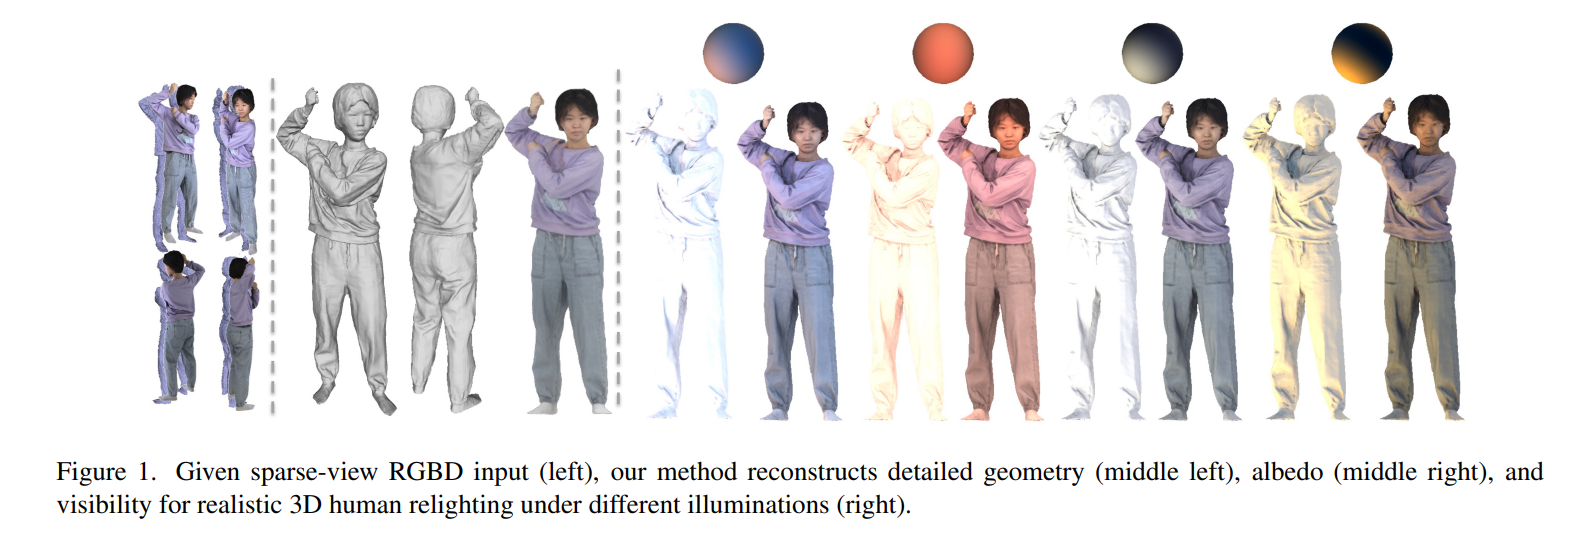 Figure 1. Given sparse-view RGBD input (left), our method reconstructs detailed geometry (middle left), albedo (middle right), and
visibility for realistic 3D human relighting under different illuminations (right).